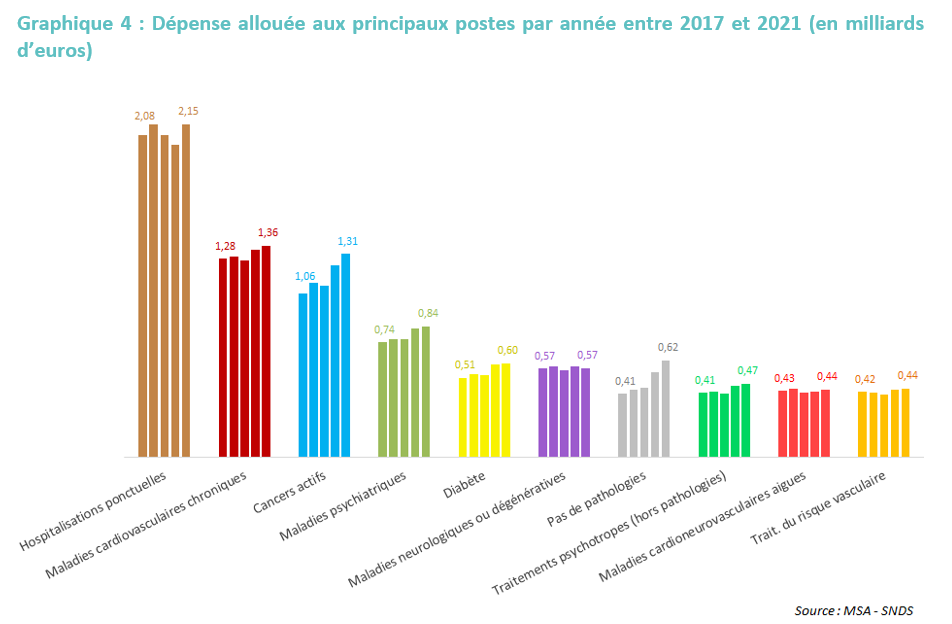 Graphique 4 : Dépense allouée aux principaux postes par année entre 2017 et 2021 (en milliards
d’euros)
2,08
2,15
1,28
1,36
1,06
1,31
0,74
0,84
0,51
0,60
0,57
0,57
0,41
0,62
0,41
0,47
0,43
0,44
0,42
0,44
Hospitalisations ponctuelles
Maladies cardiovasculaires chroniques
Cancers actifs
Maladies psychiatriques
Diabète
Maladies neurologiques ou dégénératives
Pas de pathologies
Traitements psychotropes (hors pathologies)
Maladies cardioneurovasculaires aigues
Trait. du risque vasculaire
Source : MSA - SNDS